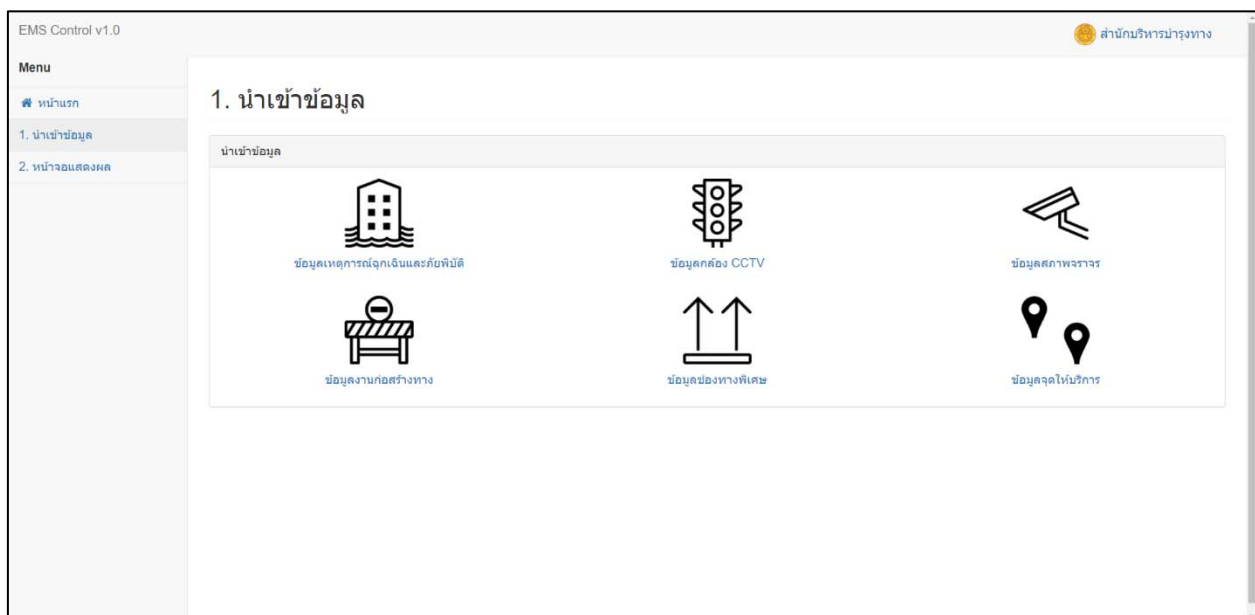 EMS Control v1.0
สำนักบริหารบำรุงทาง
Menu
หน้าแรก
1. นำเข้าข้อมูล
2. หน้าจอแสดงผล
1. นำเข้าข้อมูล
นำเข้าข้อมูล
ข้อมูลเหตุการณ์ฉุกเฉินและภัยพิบัติ
ข้อมูลกล้อง CCTV
ข้อมูลสภาพจราจร
ข้อมูลงานก่อสร้างทาง
ข้อมูลช่องทางพิเศษ
ข้อมูลจุดให้บริการ